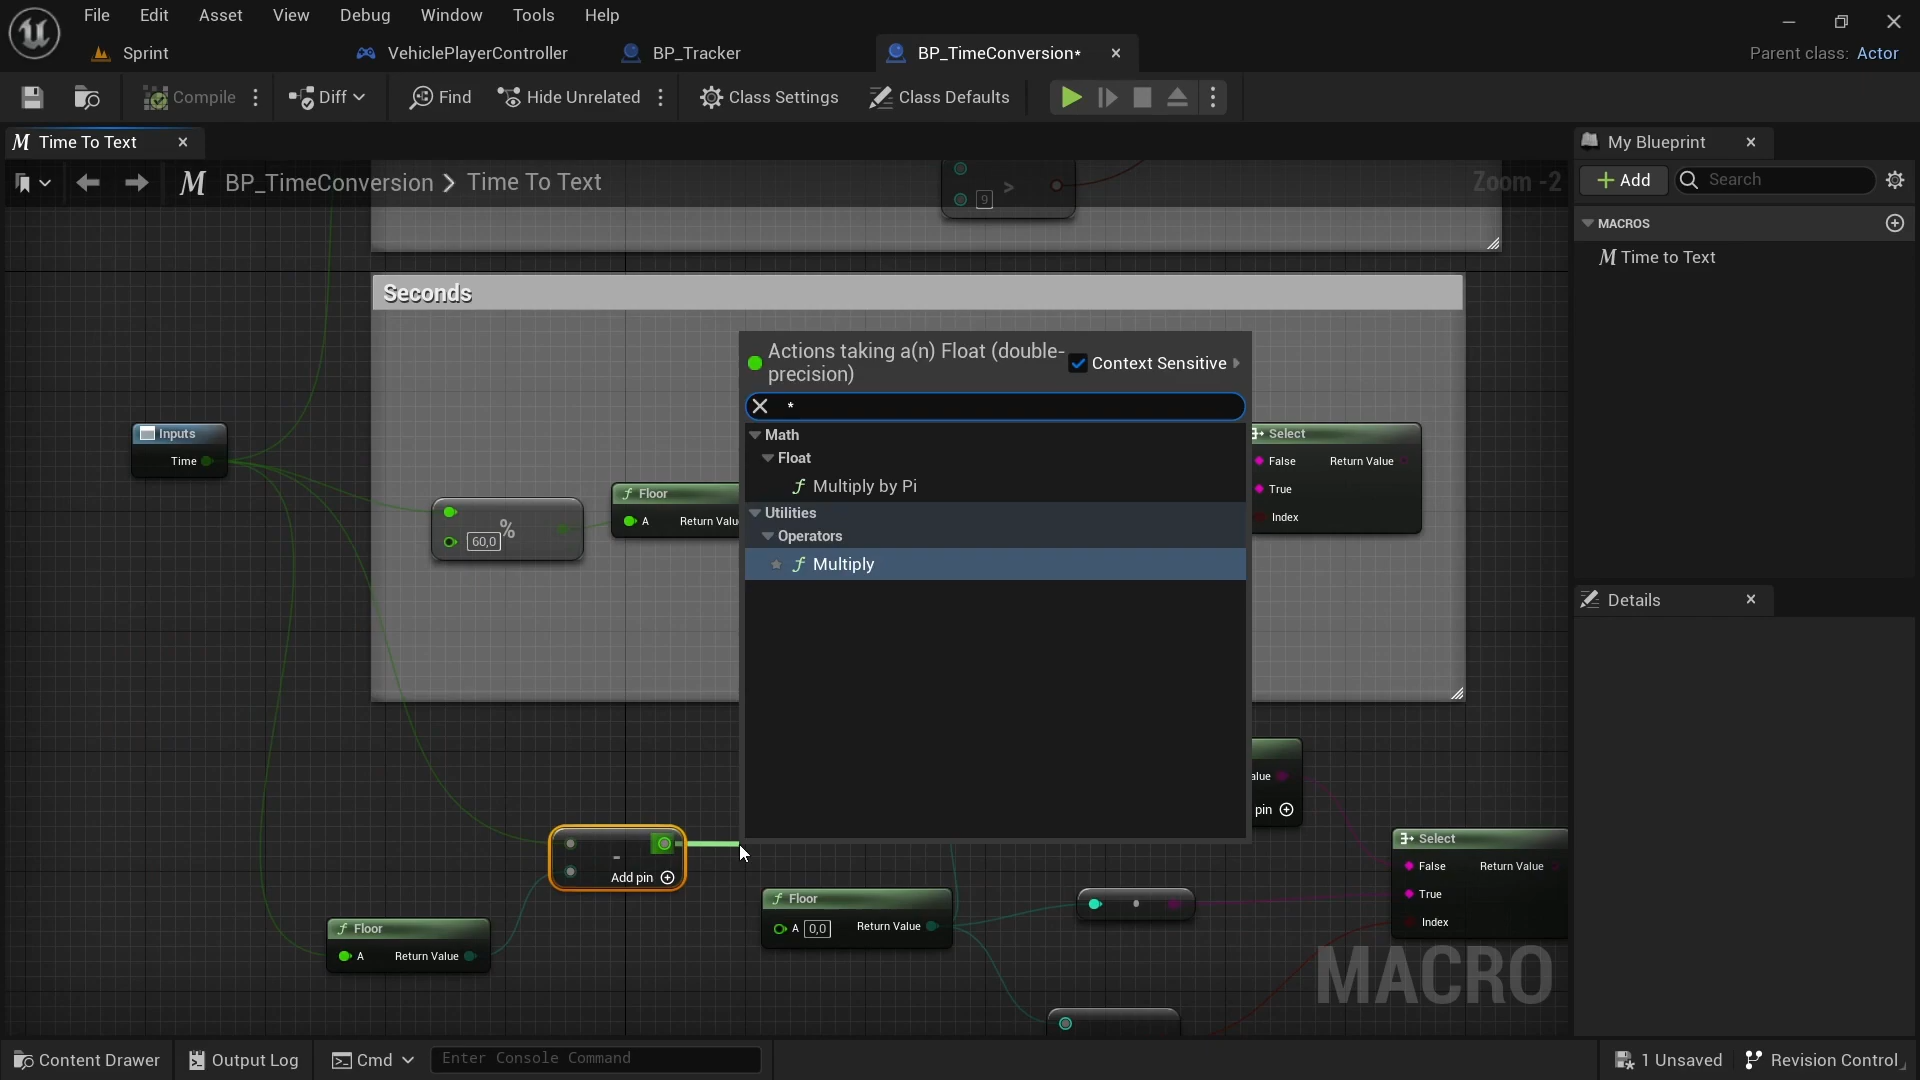 File Edit Asset View Debug Window Tools Help
Sprint VehiclePlayerController BP_Tracker BP_TimeConversion* Parent class: Actor
Compile Diff Find Hide Unrelated Class Settings Class Defaults
Time To Text
My Blueprint
BP_TimeConversion > Time To Text
Zoom -2
Add Search
MACROS
Time to Text
> 9
Seconds
Actions taking a(n) Float (double-
precision)
Context Sensitive
*
Math
Float
Multiply by Pi
Utilities
Operators
Multiply
Inputs
Time
60,0 %
Floor
A Return Valu
Select
False Return Value
True
Index
Details
alue
pin
-
Add pin
Floor
A Return Value
Floor
A 0,0 Return Value
Select
False Return Value
True
Index
MACRO
Content Drawer Output Log Cmd Enter Console Command 1 Unsaved Revision Control